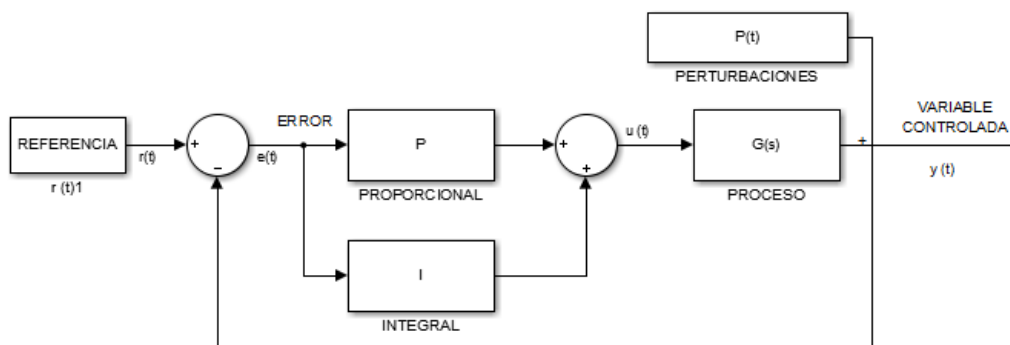 P(t)
PERTURBACIONES
VARIABLE
CONTROLADA
ERROR
REFERENCIA
r(t)
+
−
e(t)
P
+
+
u (t)
G(s)
+
y (t)
r (t)1
PROPORCIONAL
PROCESO
I
INTEGRAL